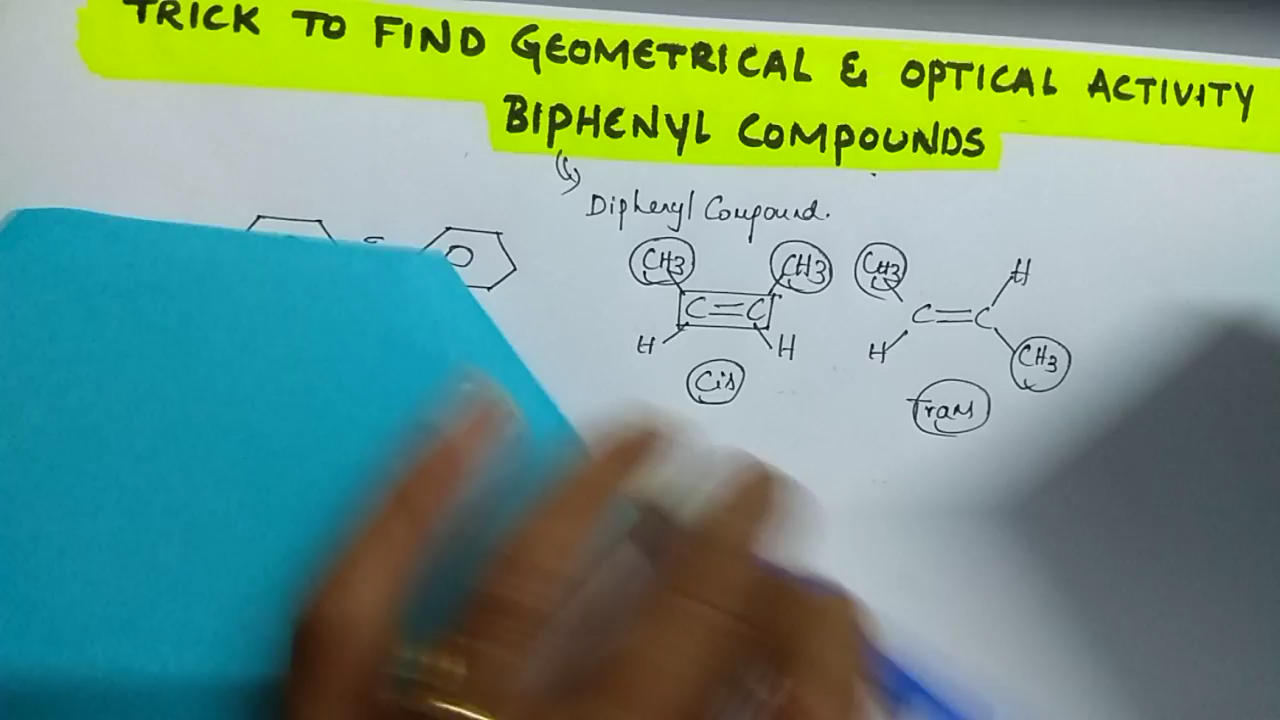 TRICK TO FIND GEOMETRICAL & OPTICAL ACTIVITY
BIPHENYL COMPOUNDS
Diphenyl Compound.
CH3 CH3 CH3 H
C=C C=C
H H H CH3
Cis Trans